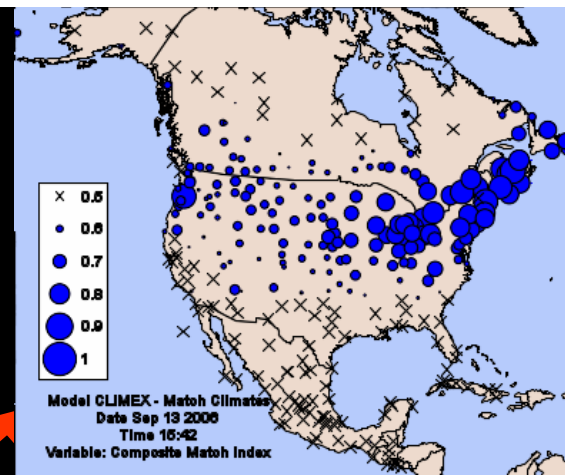 0.5
0.6
0.7
0.8
0.9
1
Model CLIMEX - Match Climates
Date Sep 13 2006
Time 15:42
Variable: Composite Match Index